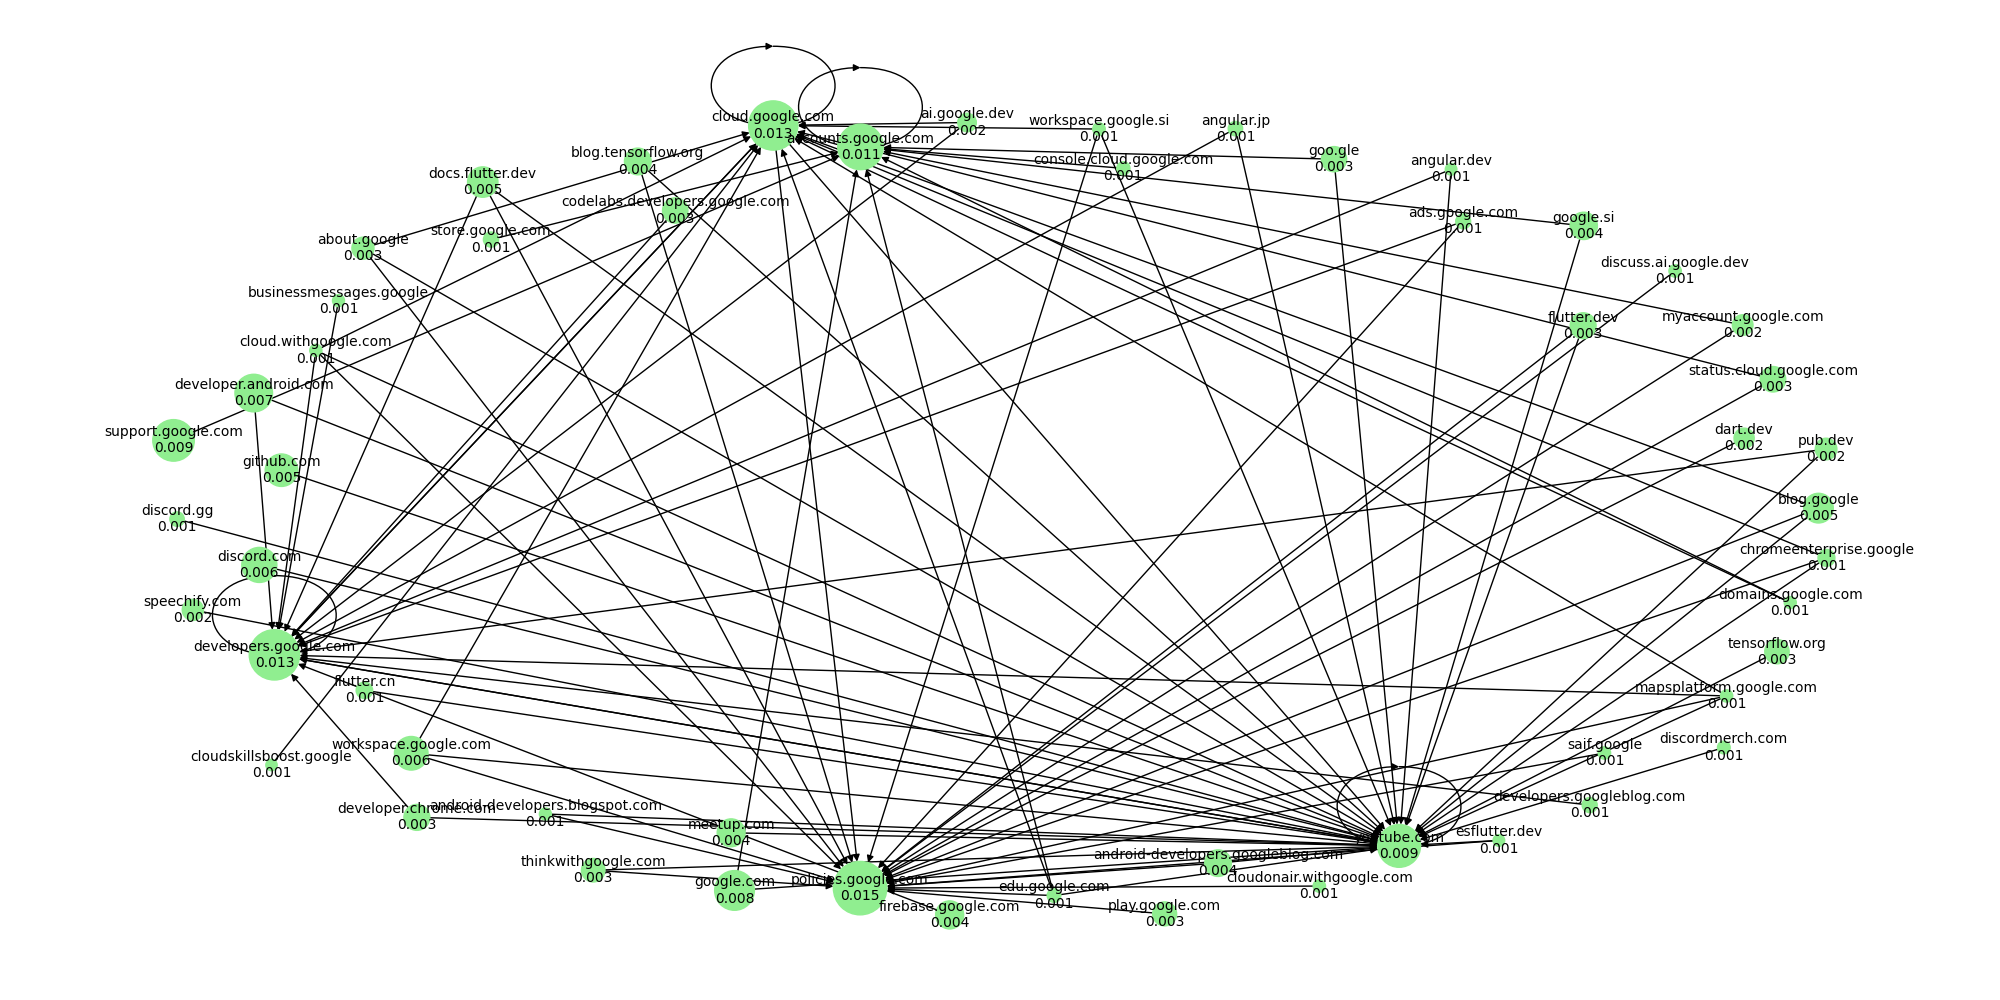 cloud.google.com
0.013
accounts.google.com
0.011
ai.google.dev
0.002
workspace.google.si
0.001
angular.jp
0.001
blog.tensorflow.org
0.004
console.cloud.google.com
0.001
goo.gle
0.003
angular.dev
0.001
docs.flutter.dev
0.005
codelabs.developers.google.com
0.003
ads.google.com
0.001
google.si
0.004
store.google.com
0.001
about.google
0.003
discuss.ai.google.dev
0.001
businessmessages.google
0.001
flutter.dev
0.003
myaccount.google.com
0.002
cloud.withgoogle.com
0.001
status.cloud.google.com
0.003
developer.android.com
0.007
support.google.com
0.009
dart.dev
0.002
pub.dev
0.002
github.com
0.005
blog.google
0.005
discord.gg
0.001
chromeenterprise.google
0.001
discord.com
0.006
speechify.com
0.002
domains.google.com
0.001
developers.google.com
0.013
tensorflow.org
0.003
flutter.cn
0.001
mapsplatform.google.com
0.001
workspace.google.com
0.006
saif.google
0.001
discordmerch.com
0.001
cloudskillsboost.google
0.001
developers.googleblog.com
0.001
developer.chrome.com
0.003
android-developers.blogspot.com
0.001
meetup.com
0.004
youtube.com
0.009
esflutter.dev
0.001
thinkwithgoogle.com
0.003
android-developers.googleblog.com
0.004
google.com
0.008
policies.google.com
0.015
edu.google.com
0.001
cloudonair.withgoogle.com
0.001
firebase.google.com
0.004
play.google.com
0.003